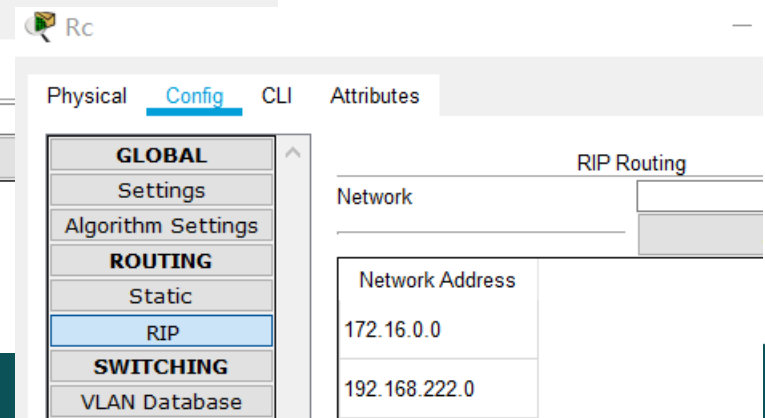 Rc
Physical Config CLI Attributes
GLOBAL
Settings
Algorithm Settings
ROUTING
Static
RIP
SWITCHING
VLAN Database
RIP Routing
Network
Network Address
172.16.0.0
192.168.222.0